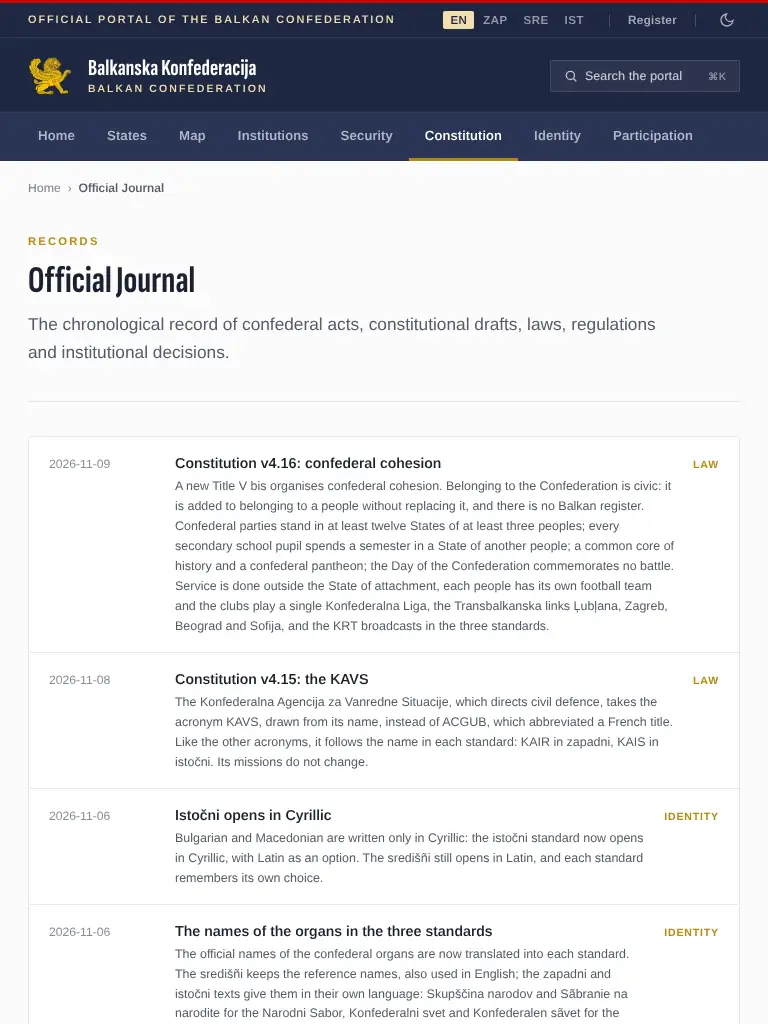 OFFICIAL PORTAL OF THE BALKAN CONFEDERATION
EN ZAP SRE IST
Register
Balkanska Konfederacija
BALKAN CONFEDERATION
Search the portal ⌘K
Home States Map Institutions Security Constitution Identity Participation
Home › Official Journal
RECORDS
Official Journal
The chronological record of confederal acts, constitutional drafts, laws, regulations
and institutional decisions.
2026-11-09
Constitution v4.16: confederal cohesion
LAW
A new Title V bis organises confederal cohesion. Belonging to the Confederation is civic: it
is added to belonging to a people without replacing it, and there is no Balkan register.
Confederal parties stand in at least twelve States of at least three peoples; every
secondary school pupil spends a semester in a State of another people; a common core of
history and a confederal pantheon; the Day of the Confederation commemorates no battle.
Service is done outside the State of attachment, each people has its own football team
and the clubs play a single Konfederalna Liga, the Transbalkanska links Ļubļana, Zagreb,
Beograd and Sofija, and the KRT broadcasts in the three standards.
2026-11-08
Constitution v4.15: the KAVS
LAW
The Konfederalna Agencija za Vanredne Situacije, which directs civil defence, takes the
acronym KAVS, drawn from its name, instead of ACGUB, which abbreviated a French title.
Like the other acronyms, it follows the name in each standard: KAIR in zapadni, KAIS in
istočni. Its missions do not change.
2026-11-06
Istočni opens in Cyrillic
IDENTITY
Bulgarian and Macedonian are written only in Cyrillic: the istočni standard now opens
in Cyrillic, with Latin as an option. The središñi still opens in Latin, and each standard
remembers its own choice.
2026-11-06
The names of the organs in the three standards
IDENTITY
The official names of the confederal organs are now translated into each standard.
The središñi keeps the reference names, also used in English; the zapadni and
istočni texts give them in their own language: Skupščina narodov and Sãbranie na
narodite for the Narodni Sabor, Konfederalni svet and Konfederalen sãvet for the